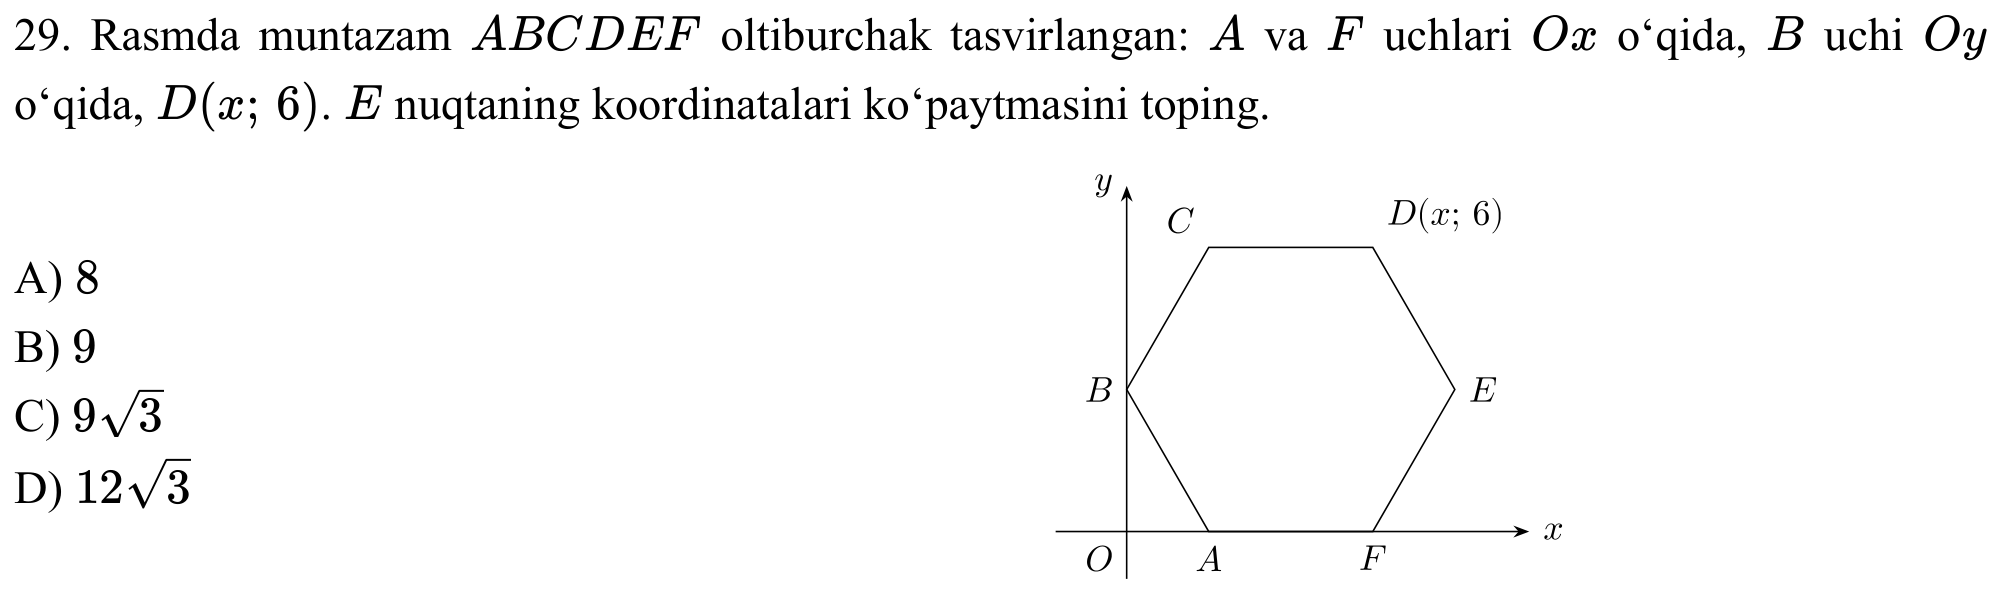 29. Rasmda muntazam ABCDEF oltiburchak tasvirlangan: A va F uchlari Ox o‘qida, B uchi Oy
o‘qida, D(x; 6). E nuqtaning koordinatalari ko‘paytmasini toping.
A) 8
B) 9
C) 9√3
D) 12√3
y
C
D(x; 6)
B
E
O
A
F
x